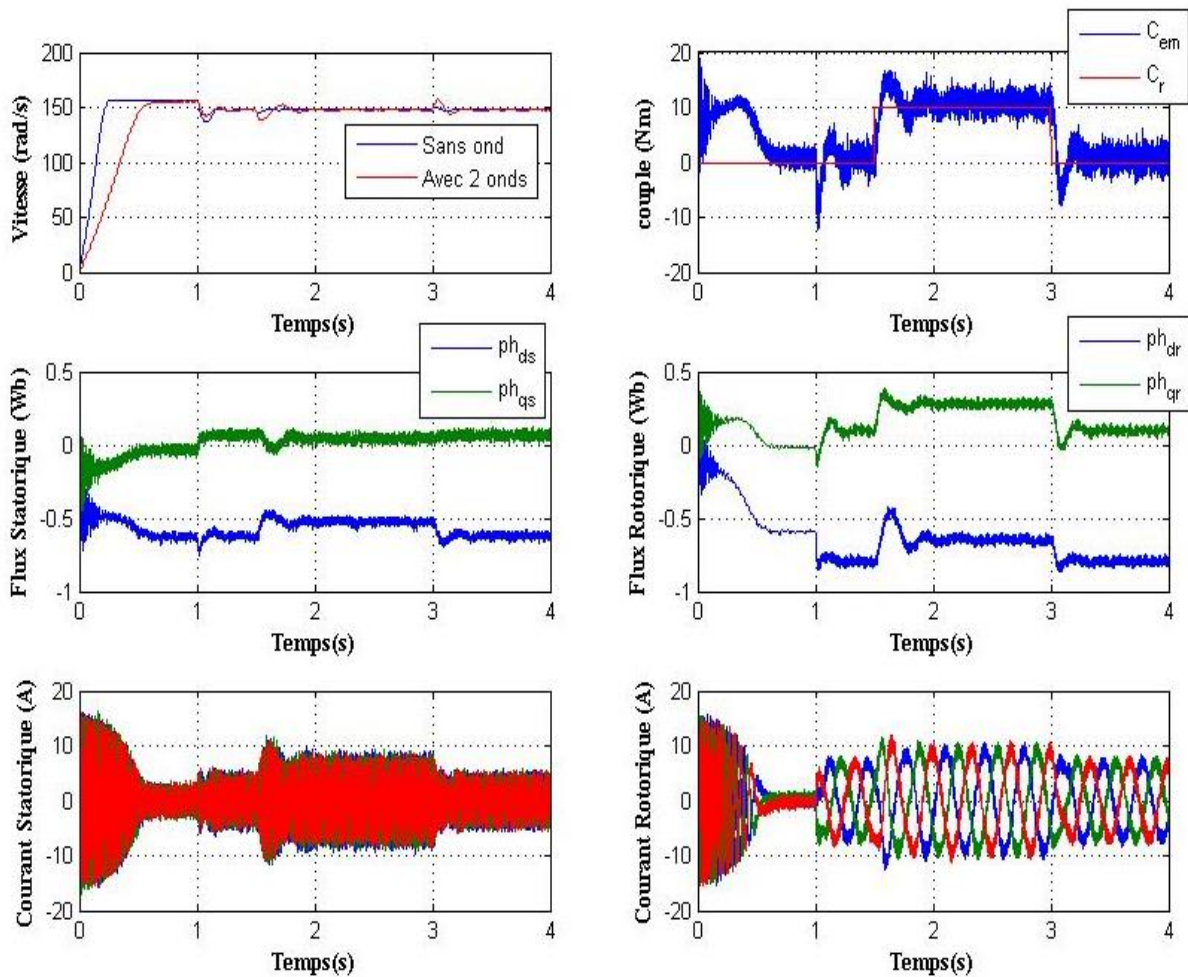 Vitesse (rad/s)
200
150
100
50
0
Sans ond
Avec 2 onds
0 1 2 3 4
Temps(s)
couple (Nm)
20
10
0
-10
-20
C_em
C_r
0 1 2 3 4
Temps(s)
Flux Statorique (Wb)
0.5
0
-0.5
-1
ph_ds
ph_qs
0 1 2 3 4
Temps(s)
Flux Rotorique (Wb)
0.5
0
-0.5
-1
ph_dr
ph_qr
0 1 2 3 4
Temps(s)
Courant Statorique (A)
20
10
0
-10
-20
0 1 2 3 4
Temps(s)
Courant Rotorique (A)
20
10
0
-10
-20
0 1 2 3 4
Temps(s)